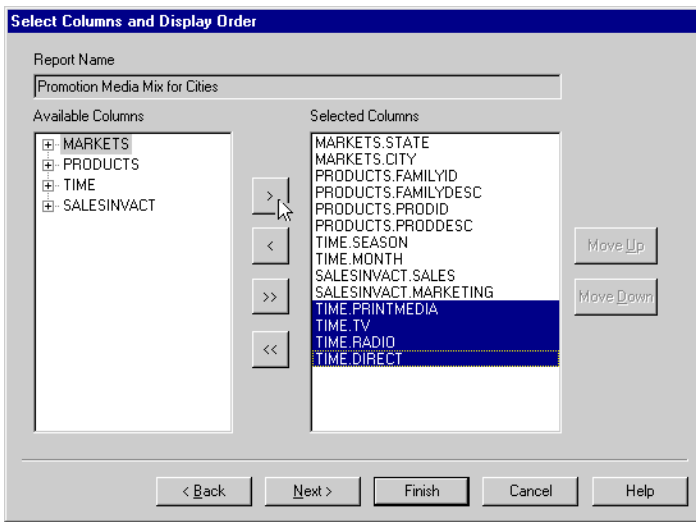 Select Columns and Display Order
Report Name
Promotion Media Mix for Cities
Available Columns
MARKETS
PRODUCTS
TIME
SALESINVACT
>
<
>>
<<
Selected Columns
MARKETS.STATE
MARKETS.CITY
PRODUCTS.FAMILYID
PRODUCTS.FAMILYDESC
PRODUCTS.PRODID
PRODUCTS.PRODDESC
TIME.SEASON
TIME.MONTH
SALESINVACT.SALES
SALESINVACT.MARKETING
TIME.PRINTMEDIA
TIME.TV
TIME.RADIO
TIME.DIRECT
Move Up
Move Down
< Back
Next >
Finish
Cancel
Help